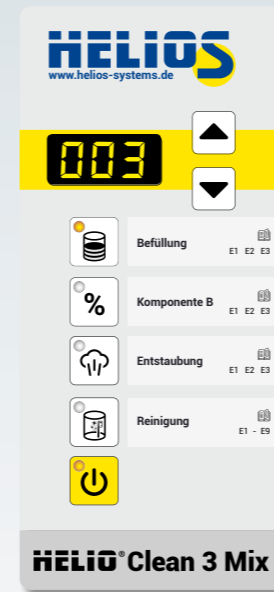 HELIOS
www.helios-systems.de
003
Befüllung
E1 E2 E3
%
Komponente B
E1 E2 E3
Entstaubung
E1 E2 E3
Reinigung
E1 - E9
HELIO® Clean 3 Mix